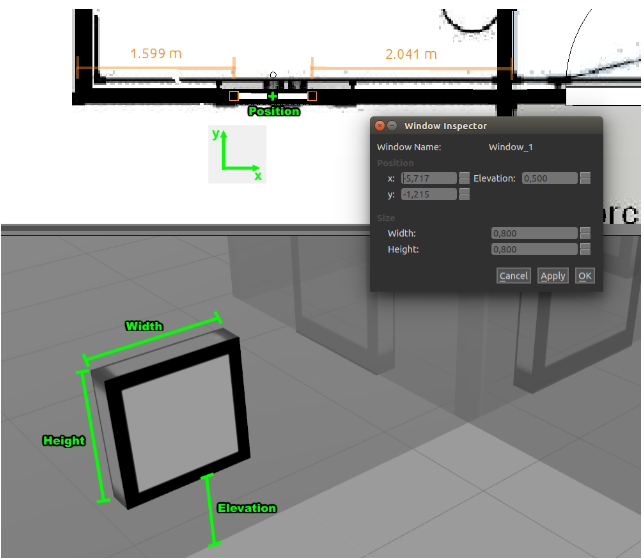 1.599 m
2.041 m
Position
y
x
Window Inspector
Window Name: Window_1
Position
x: -5,717 Elevation: 0,500
y: -1,215
Size
Width: 0,800
Height: 0,800
Cancel Apply OK
orc
Width
Height
Elevation